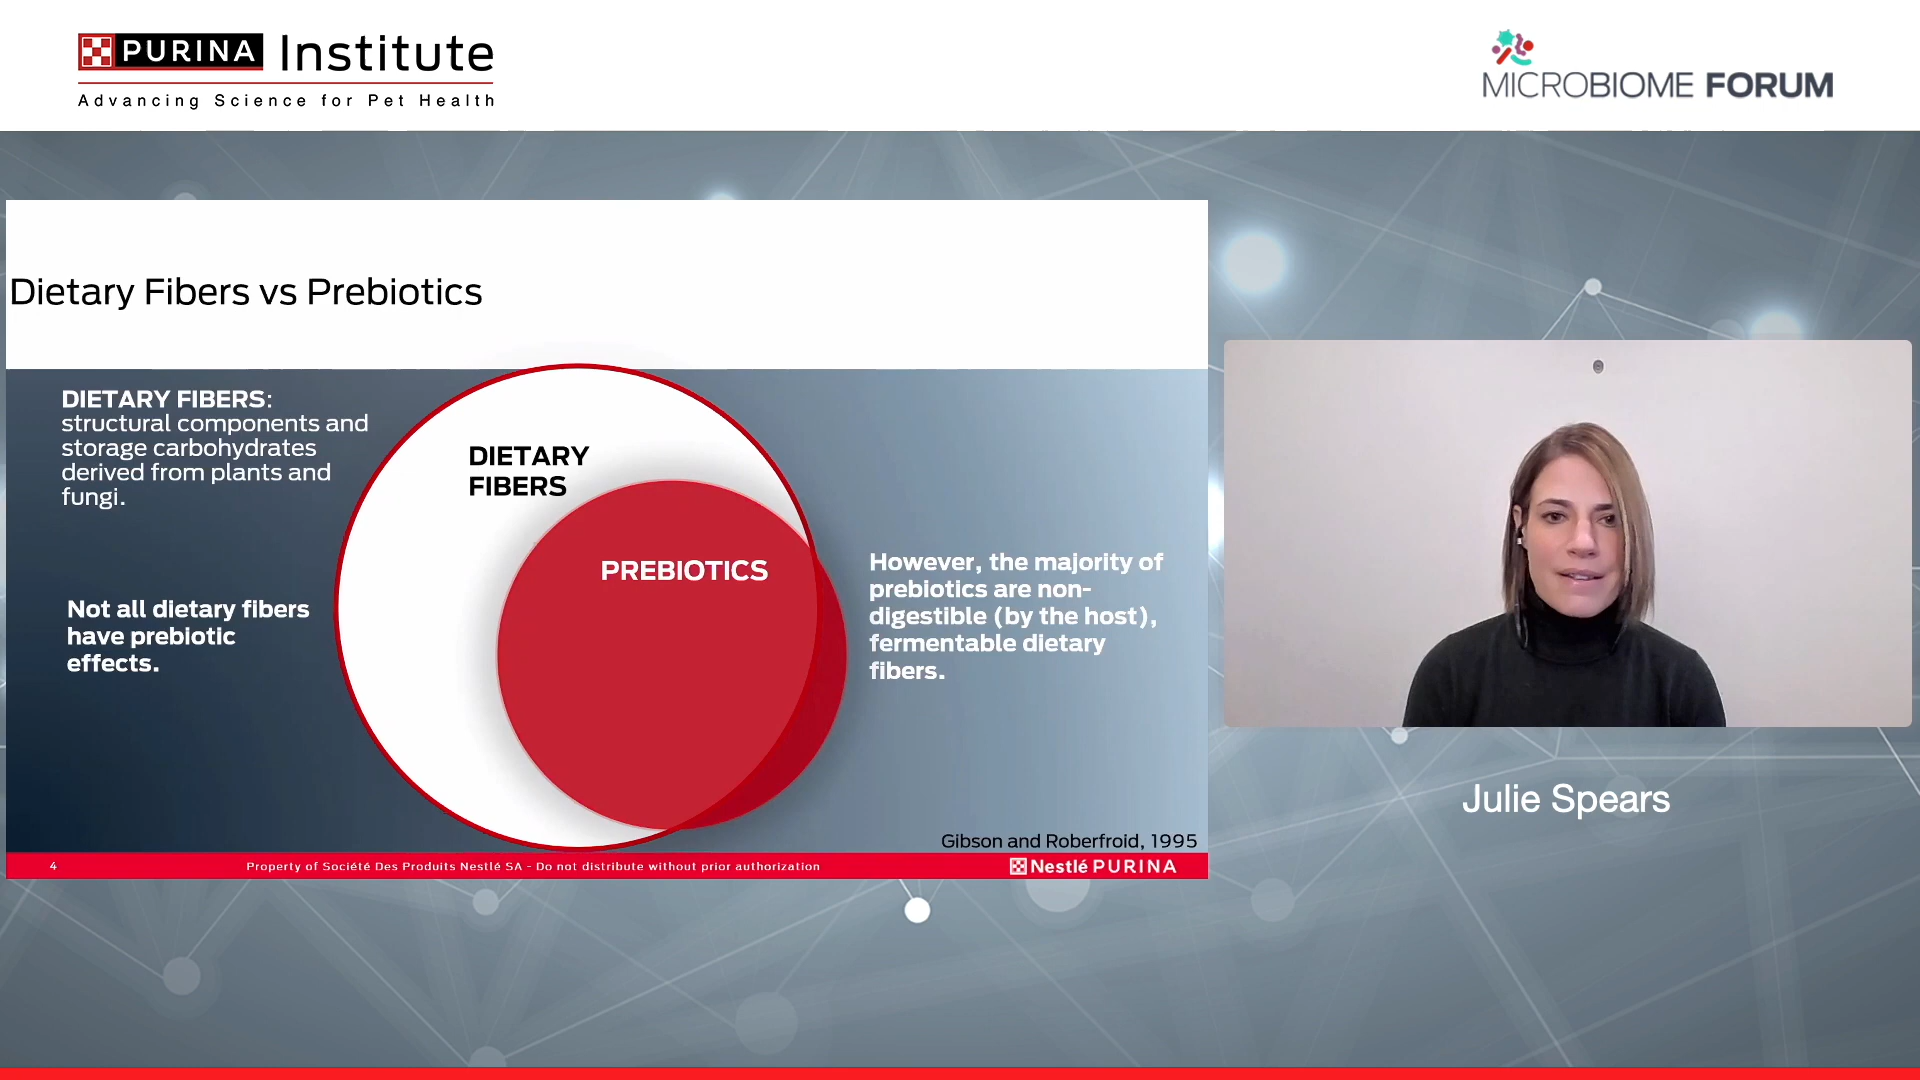 PURINA Institute
Advancing Science for Pet Health
MICROBIOME FORUM
Dietary Fibers vs Prebiotics
DIETARY FIBERS:
structural components and
storage carbohydrates
derived from plants and
fungi.
Not all dietary fibers
have prebiotic
effects.
DIETARY
FIBERS
PREBIOTICS
However, the majority of
prebiotics are non-
digestible (by the host),
fermentable dietary
fibers.
Gibson and Roberfroid, 1995
4
Property of Société Des Produits Nestlé SA - Do not distribute without prior authorization
Nestlé PURINA
Julie Spears